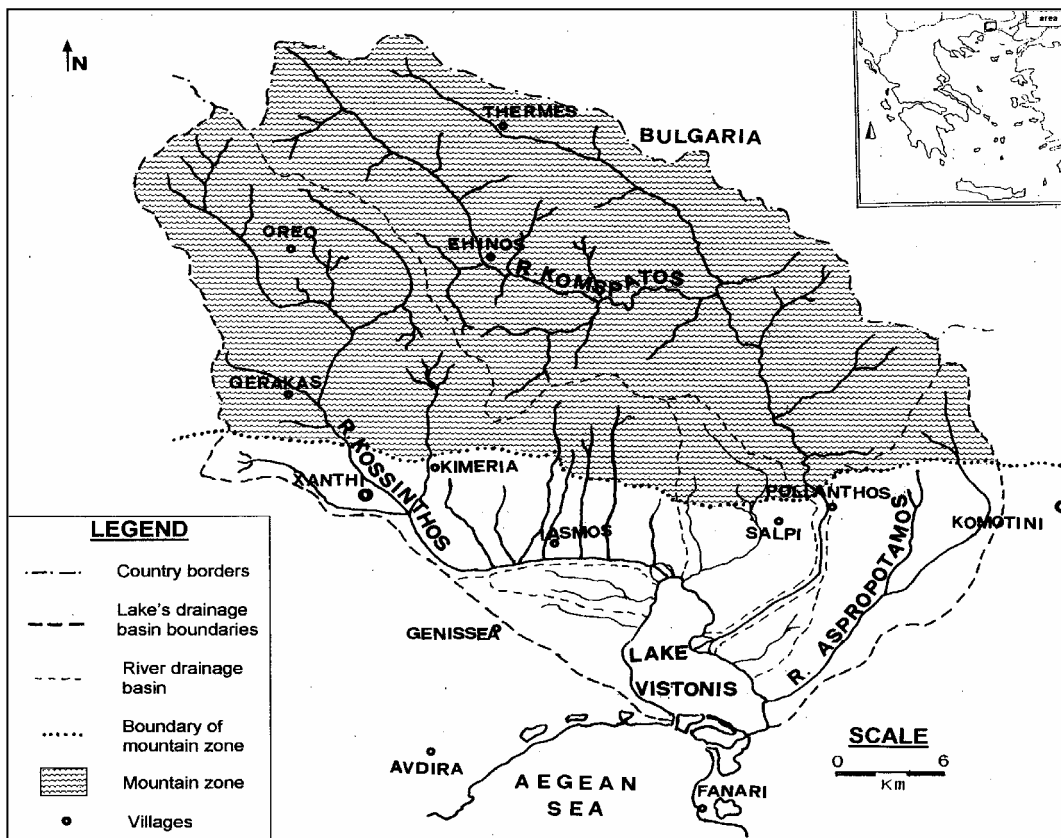 area
N
THERMES
BULGARIA
OREO
EHINOS
R. KOMPSATOS
GERAKAS
R. KOSSINTHOS
XANTHI
KIMERIA
IASMOS
POLLANTHOS
SALPI
KOMOTINI
R. ASPROPOTAMOS
GENISSEA
LAKE
VISTONIS
AVDIRA
AEGEAN
SEA
FANARI
SCALE
0 6
Km
LEGEND
Country borders
Lake's drainage
basin boundaries
River drainage
basin
Boundary of
mountain zone
Mountain zone
Villages